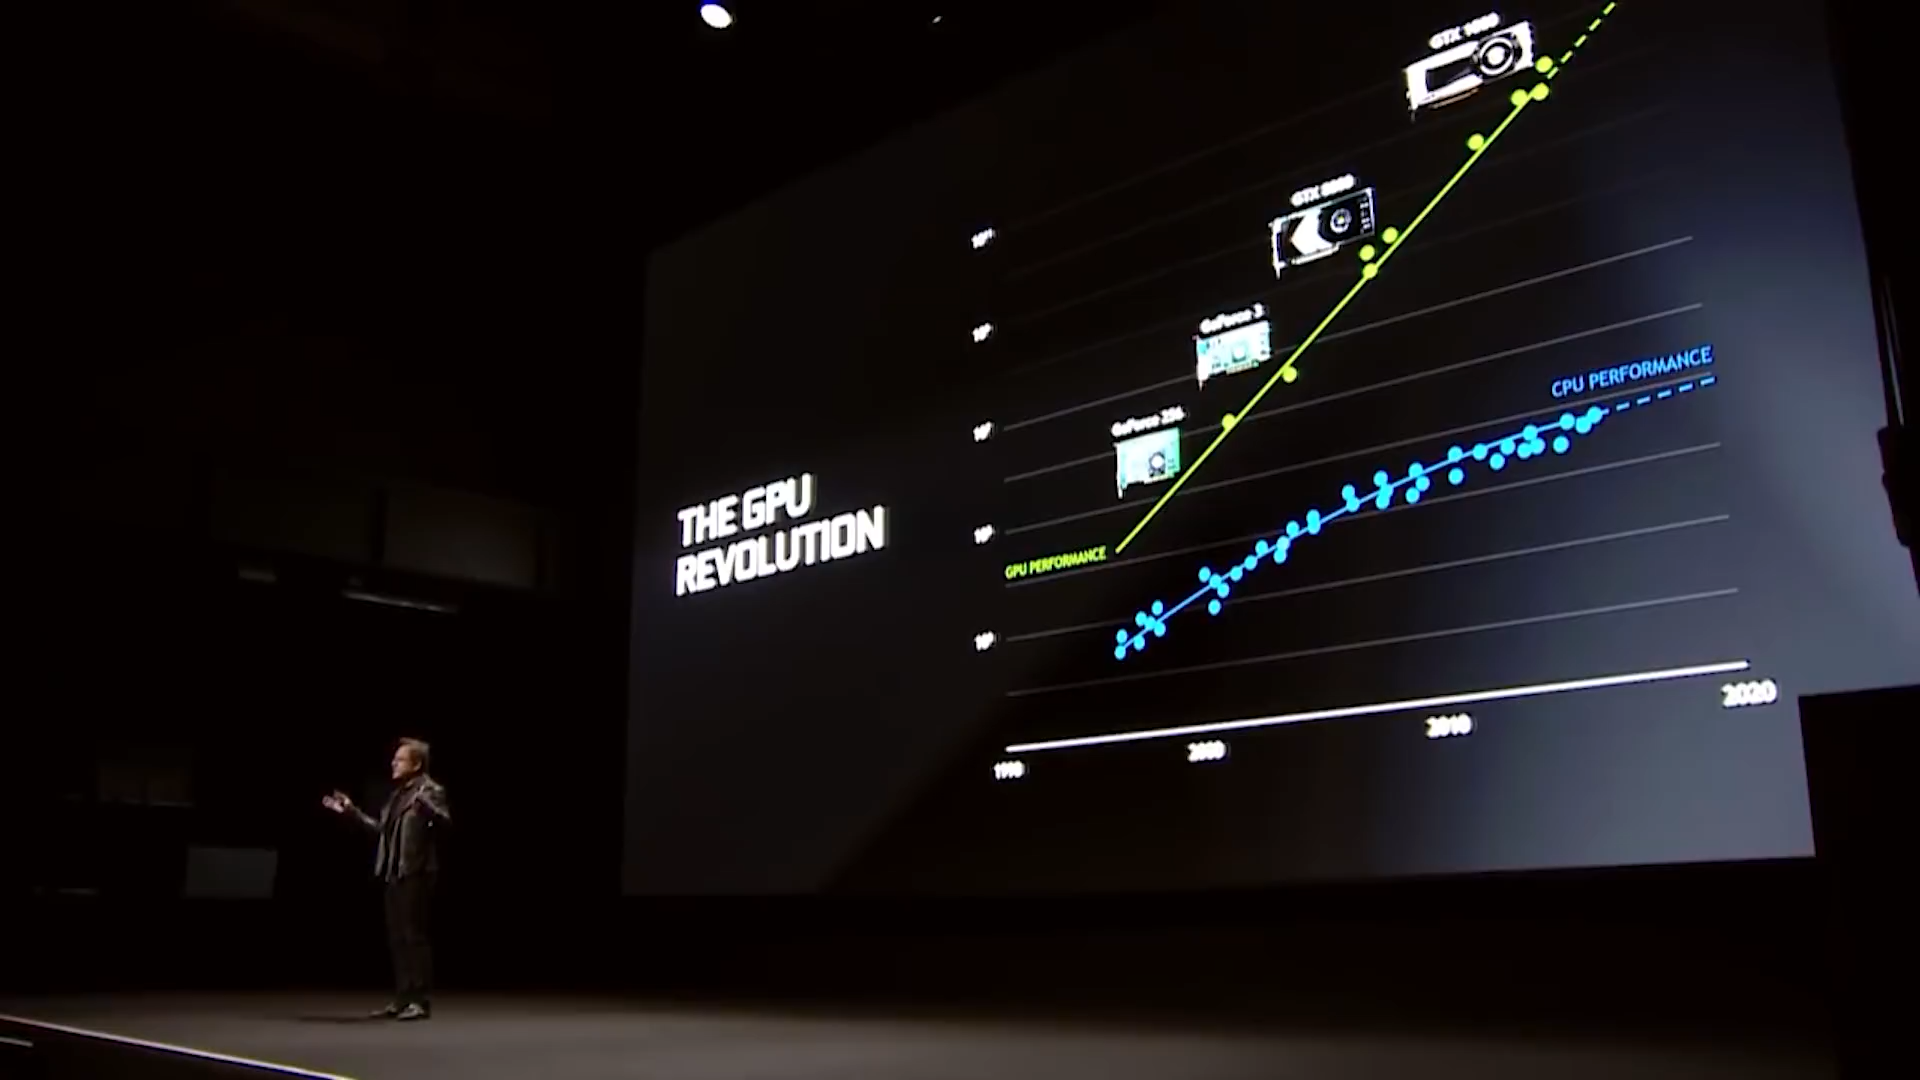 GTX 1080
GTX 8800
GeForce 3
GeForce 256
CPU PERFORMANCE
THE GPU
REVOLUTION
GPU PERFORMANCE
2020
2010
2000
1990